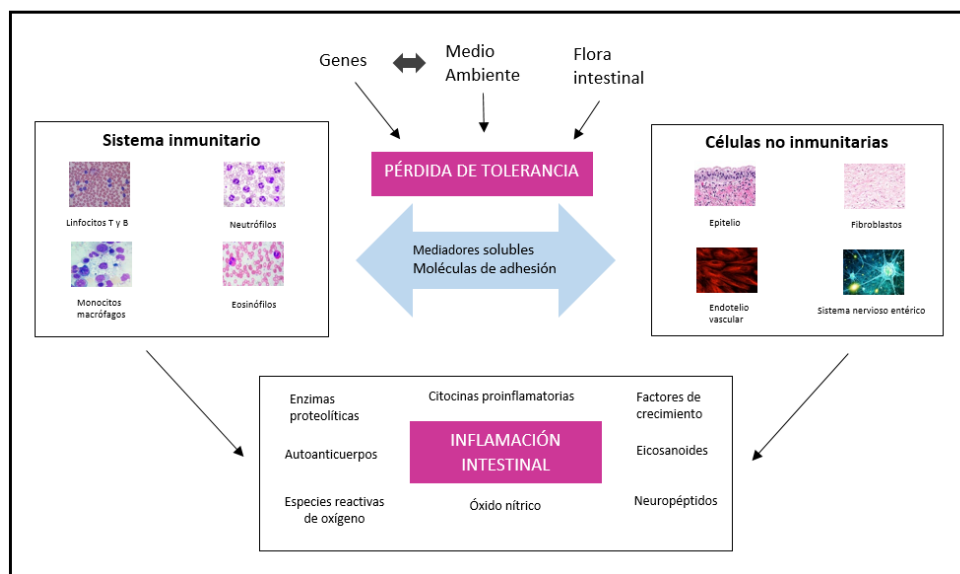 Genes
Medio
Ambiente
Flora
intestinal
Sistema inmunitario
Linfocitos T y B
Neutrófilos
Monocitos
macrófagos
Eosinófilos
PÉRDIDA DE TOLERANCIA
Mediadores solubles
Moléculas de adhesión
Células no inmunitarias
Epitelio
Fibroblastos
Endotelio
vascular
Sistema nervioso entérico
Enzimas
proteolíticas
Citocinas proinflamatorias
Factores de
crecimiento
Autoanticuerpos
INFLAMACIÓN
INTESTINAL
Eicosanoides
Especies reactivas
de oxígeno
Óxido nítrico
Neuropéptidos